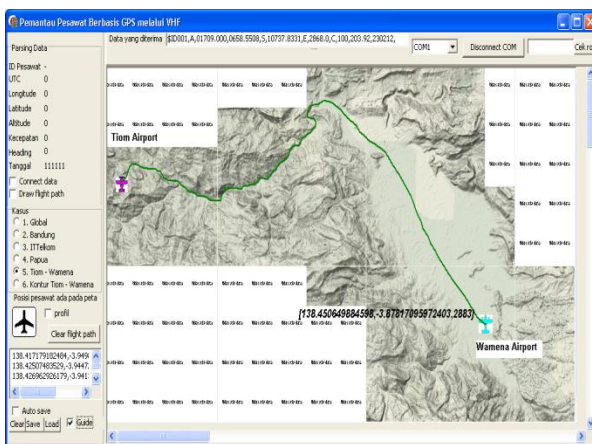 Pemantau Pesawat Berbasis GPS melalui VHF
Parsing Data
ID Pesawat -
UTC 0
Longitude 0
Latitude 0
Altitude 0
Kecepatan 0
Heading 0
Tanggal 111111
Connect data
Draw flight path
Kasus
1. Global
2. Bandung
3. ITTelkom
4. Papua
5. Tiom - Wamena
6. Kontur Tiom - Wamena
Posisi pesawat ada pada peta
profil
Clear flight path
138.417179182484,-3.949
138.42507483529,-3.9447
138.426962926179,-3.941
Auto save
Clear Save Load Guide
Data yang diterima $ID001,A,01709.000,0658.5508,S,10737.8331,E,2868.0,C,100,203.92,230212,
COM1
Disconnect COM
Cek ro
Tiom Airport
[138.450649884598,-3.87817095972403,2883]
Wamena Airport